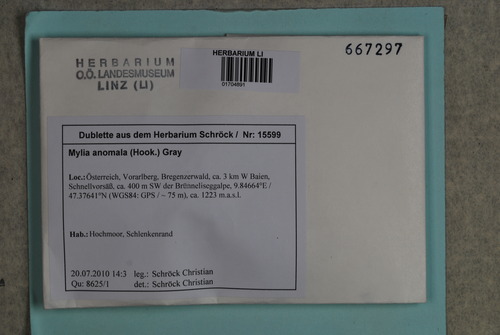 HERBARIUM
O.Ö. LANDESMUSEUM
LINZ (LI)
HERBARIUM LI
01704891
667297
Dublette aus dem Herbarium Schröck / Nr: 15599
Mylia anomala (Hook.) Gray
Loc.: Österreich, Vorarlberg, Bregenzerwald, ca. 3 km W Baien,
Schnellvorsäß, ca. 400 m SW der Brünneliseggalpe, 9.84664°E /
47.37641°N (WGS84: GPS / ~ 75 m), ca. 1223 m.a.s.l.
Hab.: Hochmoor, Schlenkenrand
20.07.2010 14:3 leg.: Schröck Christian
Qu: 8625/1 det.: Schröck Christian